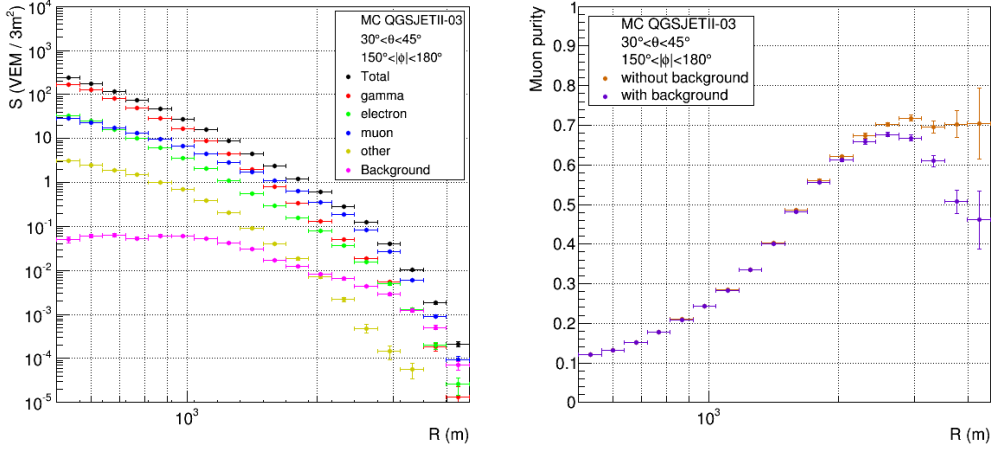 S (VEM / 3m²)
10⁴
10³
10²
10
1
10⁻¹
10⁻²
10⁻³
10⁻⁴
10⁻⁵
MC QGSJETII-03
30°<θ<45°
150°<|ϕ|<180°
Total
gamma
electron
muon
other
Background
10³
R (m)
Muon purity
1
0.9
0.8
0.7
0.6
0.5
0.4
0.3
0.2
0.1
0
MC QGSJETII-03
30°<θ<45°
150°<|ϕ|<180°
without background
with background
10³
R (m)